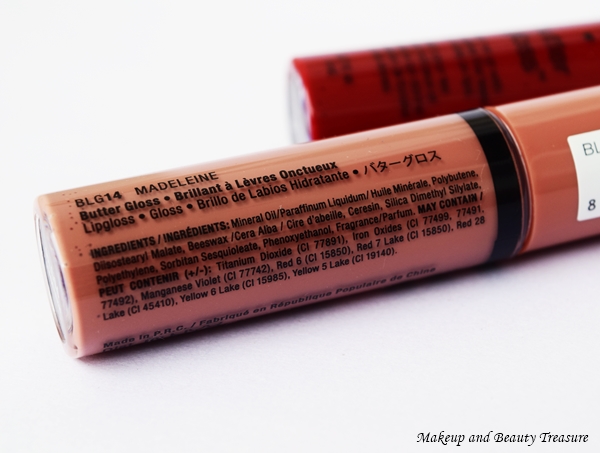 BLG14 MADELEINE
Butter Gloss • Brillant à Lèvres Onctueux
Lipgloss • Gloss • Brillo de Labios Hidratante • バターグロス
INGREDIENTS / INGRÉDIENTS: Mineral Oil/Paraffinum Liquidum/ Huile Minérale, Polybutene,
Diisostearyl Malate, Beeswax /Cera Alba / Cire d'abeille, Ceresin, Silica Dimethyl Silylate,
Polyethylene, Sorbitan Sesquioleate, Phenoxyethanol, Fragrance/Parfum. MAY CONTAIN /
PEUT CONTENIR (+/-): Titanium Dioxide (CI 77891), Iron Oxides (CI 77499, 77491,
77492), Manganese Violet (CI 77742), Red 6 (CI 15850), Red 7 Lake (CI 15850), Red 28
Lake (CI 45410), Yellow 6 Lake (CI 15985), Yellow 5 Lake (CI 19140).
Made in P.R.C. / Fabriqué en République Populaire de Chine
8
Makeup and Beauty Treasure